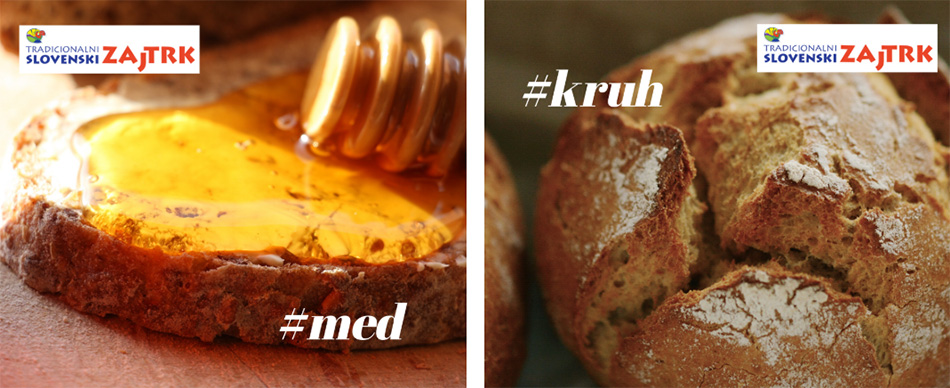 TRADICIONALNI
SLOVENSKI ZAJTRK
#med
TRADICIONALNI
SLOVENSKI ZAJTRK
#kruh